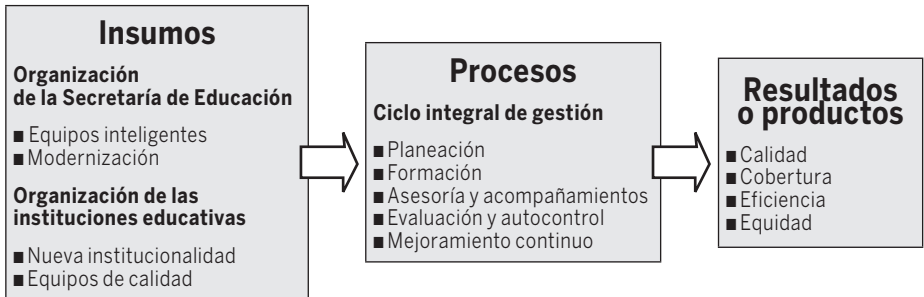 Insumos
Organización
de la Secretaría de Educación
■ Equipos inteligentes
■ Modernización
Organización de las
instituciones educativas
■ Nueva institucionalidad
■ Equipos de calidad
Procesos
Ciclo integral de gestión
■ Planeación
■ Formación
■ Asesoría y acompañamientos
■ Evaluación y autocontrol
■ Mejoramiento continuo
Resultados
o productos
■ Calidad
■ Cobertura
■ Eficiencia
■ Equidad